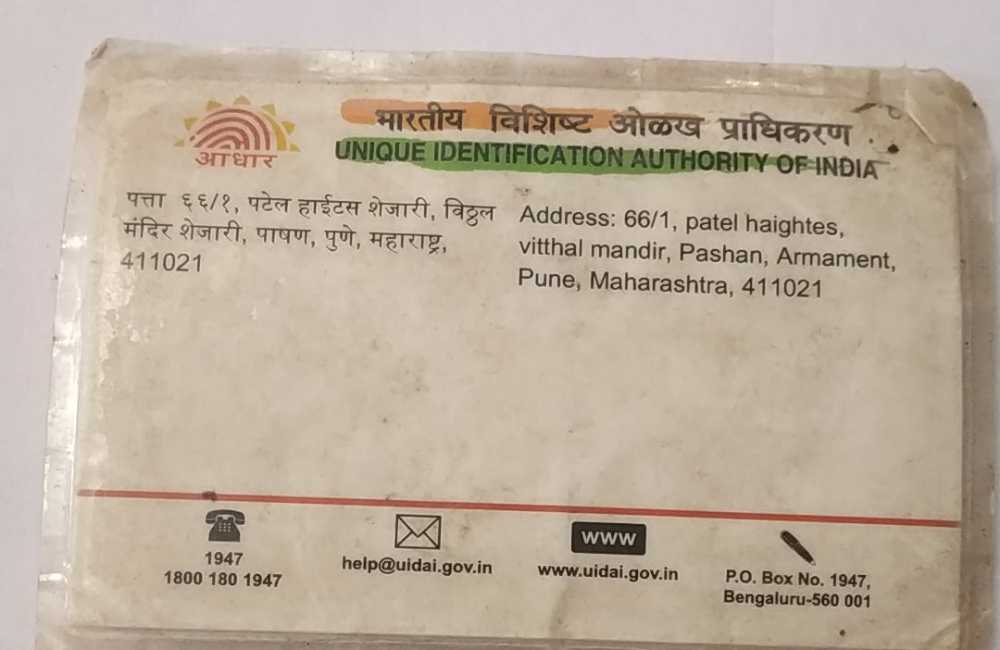 भारतीय विशिष्ट ओळख प्राधिकरण
UNIQUE IDENTIFICATION AUTHORITY OF INDIA
आधार
पत्ता ६६/१, पटेल हाईटस शेजारी, विठ्ठल
मंदिर शेजारी, पाषण, पुणे, महाराष्ट्र,
411021
Address: 66/1, patel haightes,
vitthal mandir, Pashan, Armament,
Pune, Maharashtra, 411021
1947
1800 180 1947
help@uidai.gov.in
www
www.uidai.gov.in
P.O. Box No. 1947,
Bengaluru-560 001